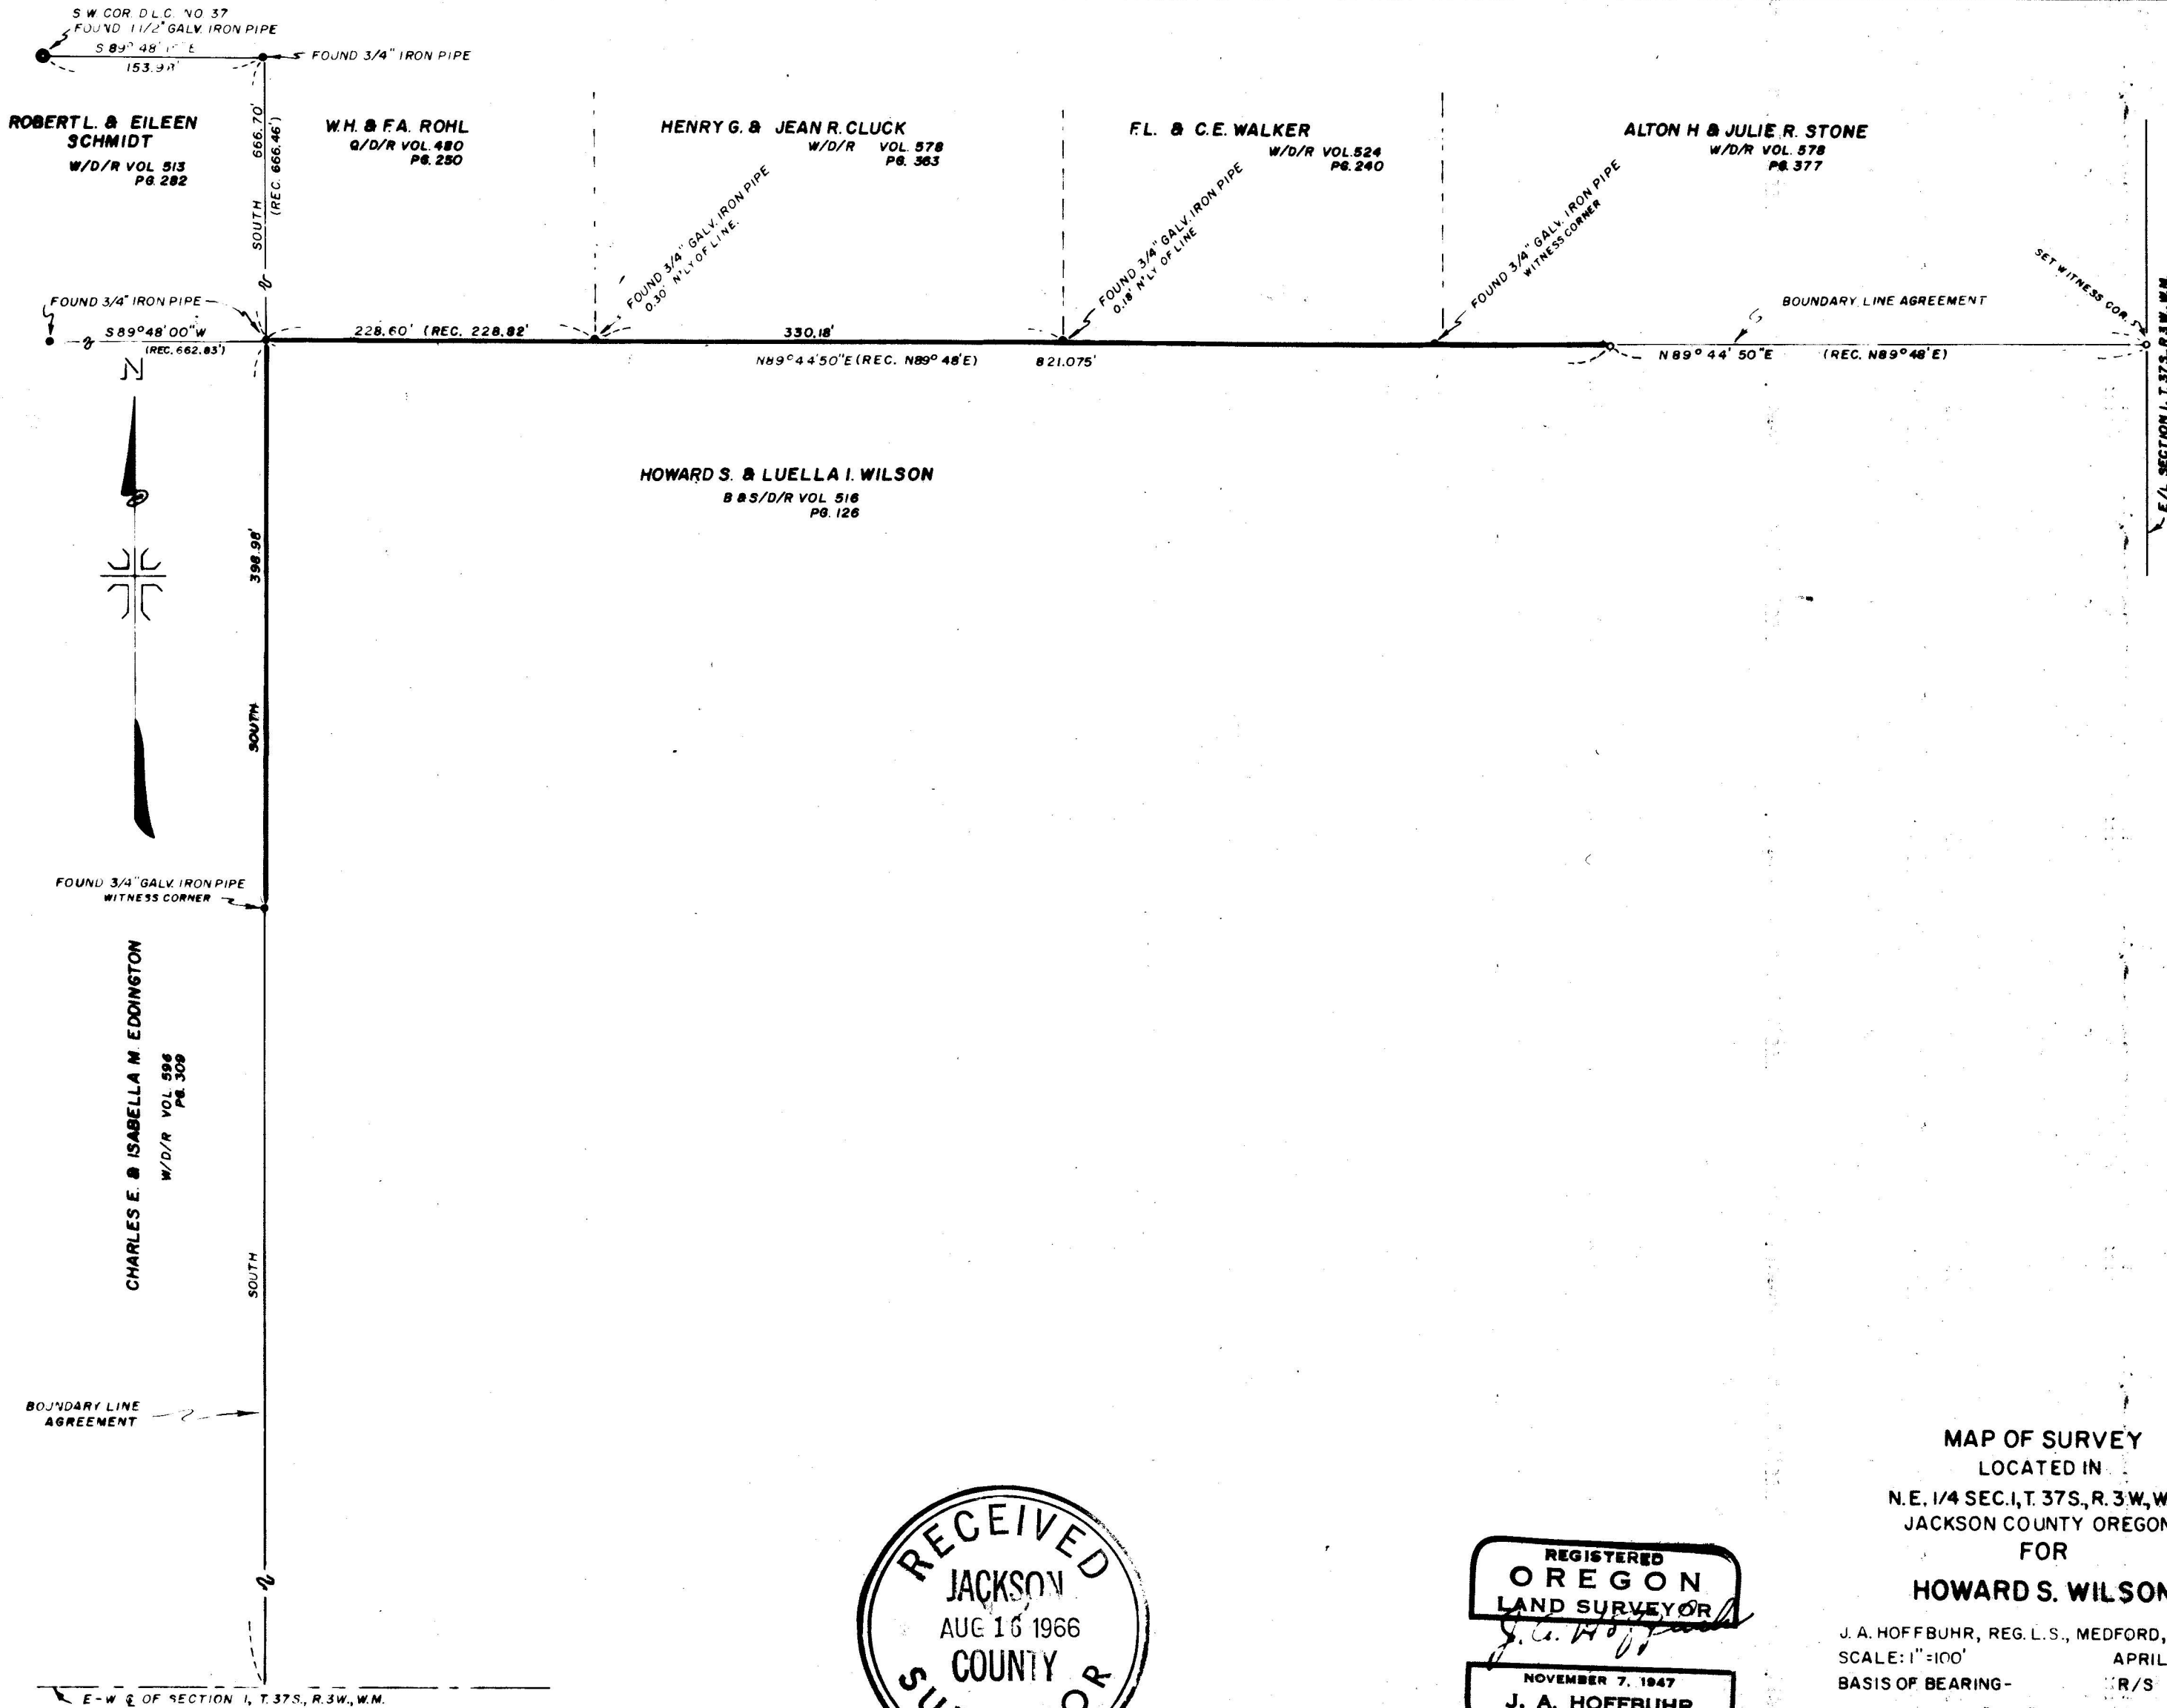 S.W. COR. D.L.C. NO. 37
FOUND 1 1/2" GALV. IRON PIPE
S 89° 48' E
153.98'
FOUND 3/4" IRON PIPE
ROBERT L. & EILEEN
SCHMIDT
W/D/R VOL 513
PG. 282
SOUTH 666.70'
(REC. 666.46')
W.H. & F.A. ROHL
Q/D/R VOL. 480
PG. 250
HENRY G. & JEAN R. CLUCK
W/D/R VOL. 578
PG. 363
F.L. & C.E. WALKER
W/D/R VOL. 524
PG. 240
ALTON H & JULIE R. STONE
W/D/R VOL. 578
PG. 377
FOUND 3/4" GALV. IRON PIPE
0.30' N'LY OF LINE.
FOUND 3/4" GALV. IRON PIPE
0.18' N'LY OF LINE
FOUND 3/4" GALV. IRON PIPE
WITNESS CORNER
SET WITNESS COR.
E/L SECTION 1, T.37S., R.3W., W.M.
FOUND 3/4" IRON PIPE
S89°48'00"W
(REC. 662.83')
228.60' (REC. 228.82'
330.18'
N89°44'50"E (REC. N89°48'E) 821.075'
BOUNDARY LINE AGREEMENT
N89°44'50"E (REC. N89°48'E)
N
HOWARD S. & LUELLA I. WILSON
B & S/D/R VOL 516
PG. 126
398.98'
SOUTH
FOUND 3/4" GALV. IRON PIPE
WITNESS CORNER
CHARLES E. & ISABELLA M. EDDINGTON
W/D/R VOL. 596
PG. 309
SOUTH
BOUNDARY LINE
AGREEMENT
E-W ℄ OF SECTION 1, T.37S., R.3W., W.M.
RECEIVED
JACKSON
AUG 16 1966
COUNTY
REGISTERED
OREGON
LAND SURVEYOR
NOVEMBER 7, 1947
J. A. HOFFBUHR
MAP OF SURVEY
LOCATED IN
N.E. 1/4 SEC.1, T. 37S., R. 3 W., W
JACKSON COUNTY OREGON
FOR
HOWARD S. WILSON
J. A. HOFFBUHR, REG. L.S., MEDFORD,
SCALE: 1"=100' APRIL
BASIS OF BEARING- R/S